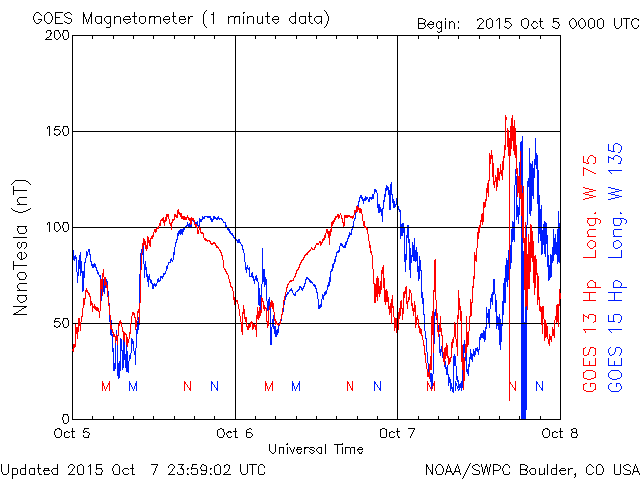 GOES Magnetometer (1 minute data)
Begin: 2015 Oct 5 0000 UTC
200
150
100
50
0
NanoTesla (nT)
M M N N M M N N M M N N
Oct 5 Oct 6 Oct 7 Oct 8
Universal Time
GOES 13 Hp Long. W 75
GOES 15 Hp Long. W 135
Updated 2015 Oct 7 23:59:02 UTC
NOAA/SWPC Boulder, CO USA